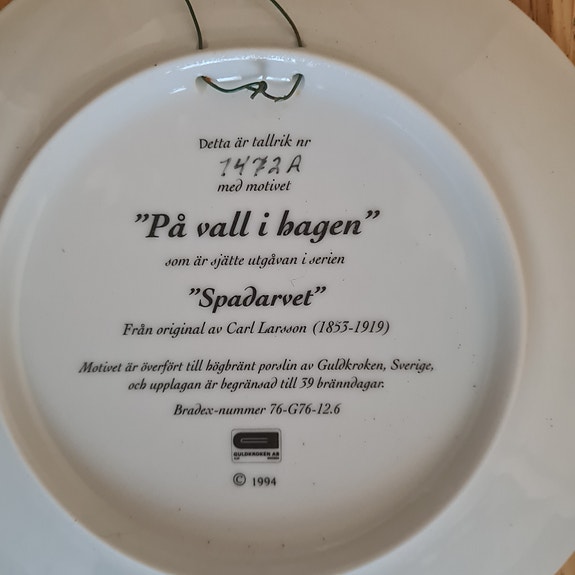 Detta är tallrik nr
1472A
med motivet
"På vall i hagen"
som är sjätte utgåvan i serien
"Spadarvet"
Från original av Carl Larsson (1853-1919)
Motivet är överfört till högbränt porslin av Guldkroken, Sverige,
och upplagan är begränsad till 39 bränndagar.
Bradex-nummer 76-G76-12.6
GULDKROKEN AB
© 1994